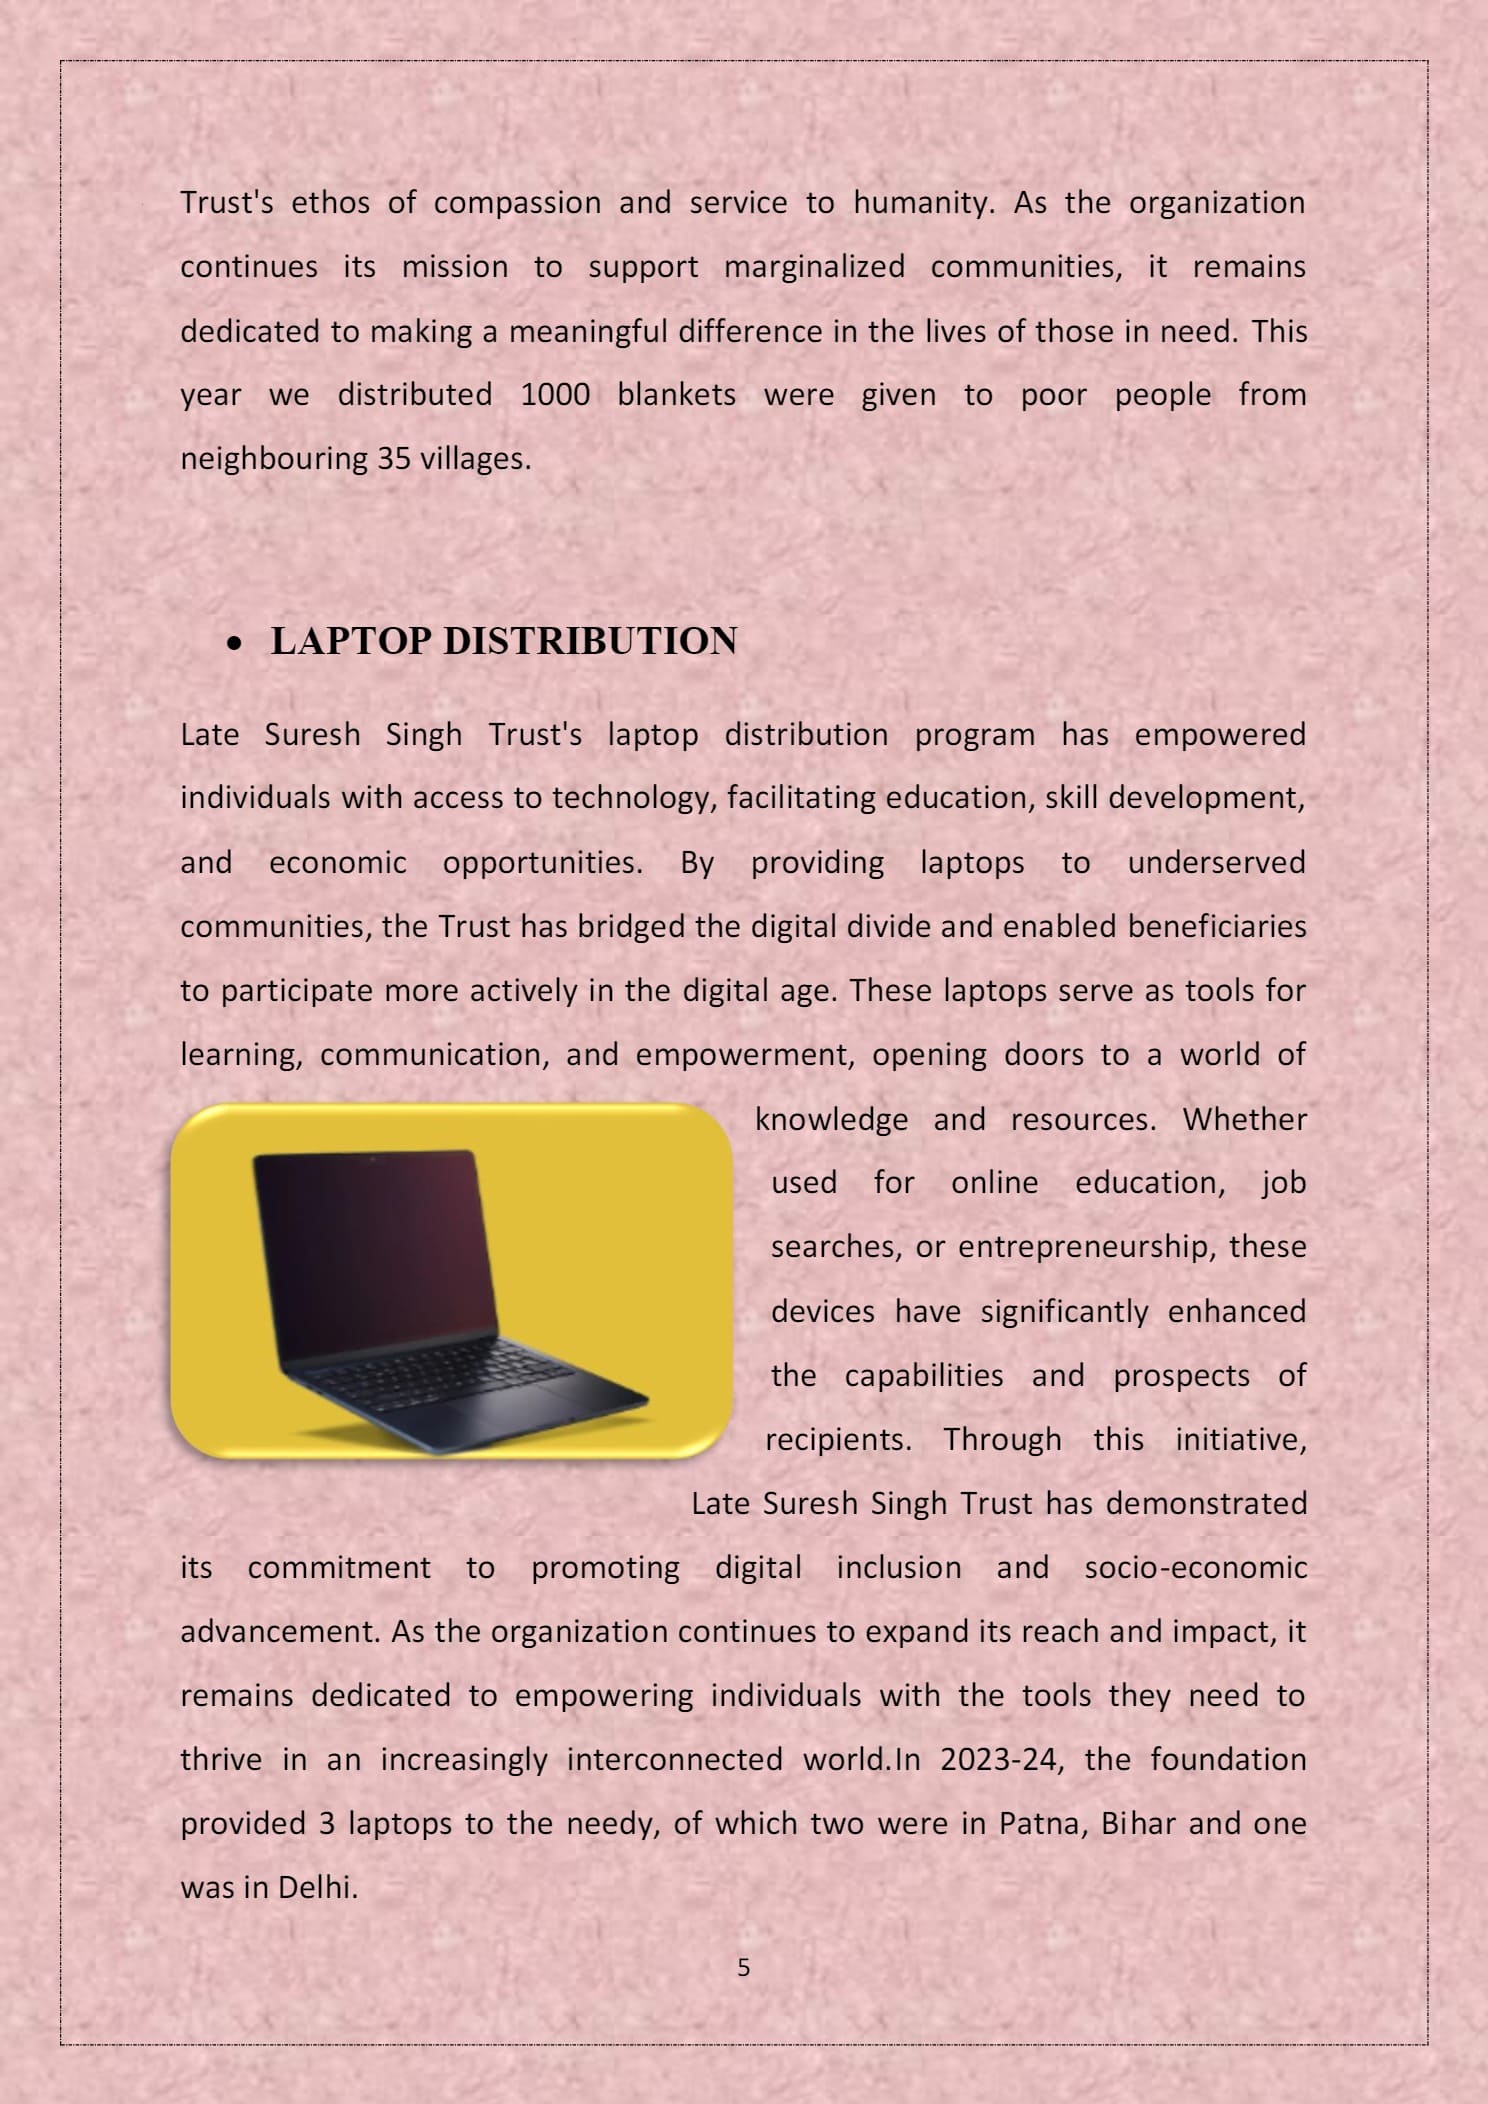 Trust's ethos of compassion and service to humanity. As the organization
continues its mission to support marginalized communities, it remains
dedicated to making a meaningful difference in the lives of those in need. This
year we distributed 1000 blankets were given to poor people from
neighbouring 35 villages.
• LAPTOP DISTRIBUTION
Late Suresh Singh Trust's laptop distribution program has empowered
individuals with access to technology, facilitating education, skill development,
and economic opportunities. By providing laptops to underserved
communities, the Trust has bridged the digital divide and enabled beneficiaries
to participate more actively in the digital age. These laptops serve as tools for
learning, communication, and empowerment, opening doors to a world of
knowledge and resources. Whether
used for online education, job
searches, or entrepreneurship, these
devices have significantly enhanced
the capabilities and prospects of
recipients. Through this initiative,
Late Suresh Singh Trust has demonstrated
its commitment to promoting digital inclusion and socio-economic
advancement. As the organization continues to expand its reach and impact, it
remains dedicated to empowering individuals with the tools they need to
thrive in an increasingly interconnected world.In 2023-24, the foundation
provided 3 laptops to the needy, of which two were in Patna, Bihar and one
was in Delhi.
5